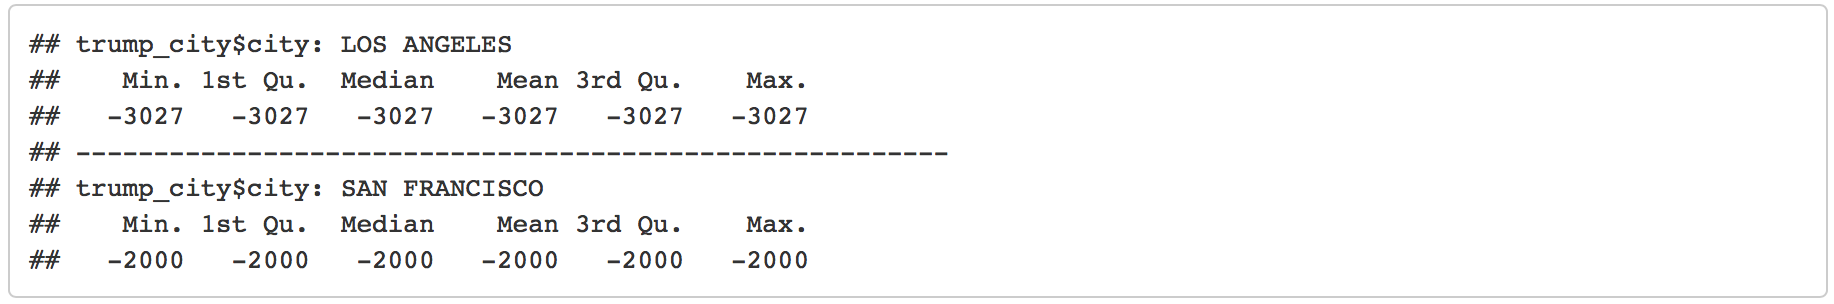 ## trump_city$city: LOS ANGELES
##    Min. 1st Qu.  Median    Mean 3rd Qu.    Max.
##   -3027   -3027   -3027   -3027   -3027   -3027
## --------------------------------------------------------
## trump_city$city: SAN FRANCISCO
##    Min. 1st Qu.  Median    Mean 3rd Qu.    Max.
##   -2000   -2000   -2000   -2000   -2000   -2000